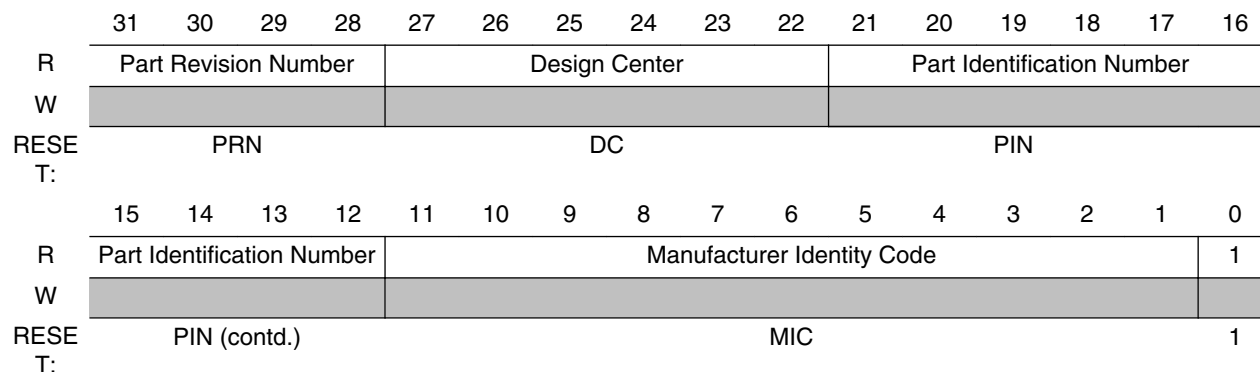 31 30 29 28 27 26 25 24 23 22 21 20 19 18 17 16
R Part Revision Number Design Center Part Identification Number
W
RESE PRN DC PIN
T:
15 14 13 12 11 10 9 8 7 6 5 4 3 2 1 0
R Part Identification Number Manufacturer Identity Code 1
W
RESE PIN (contd.) MIC 1
T: